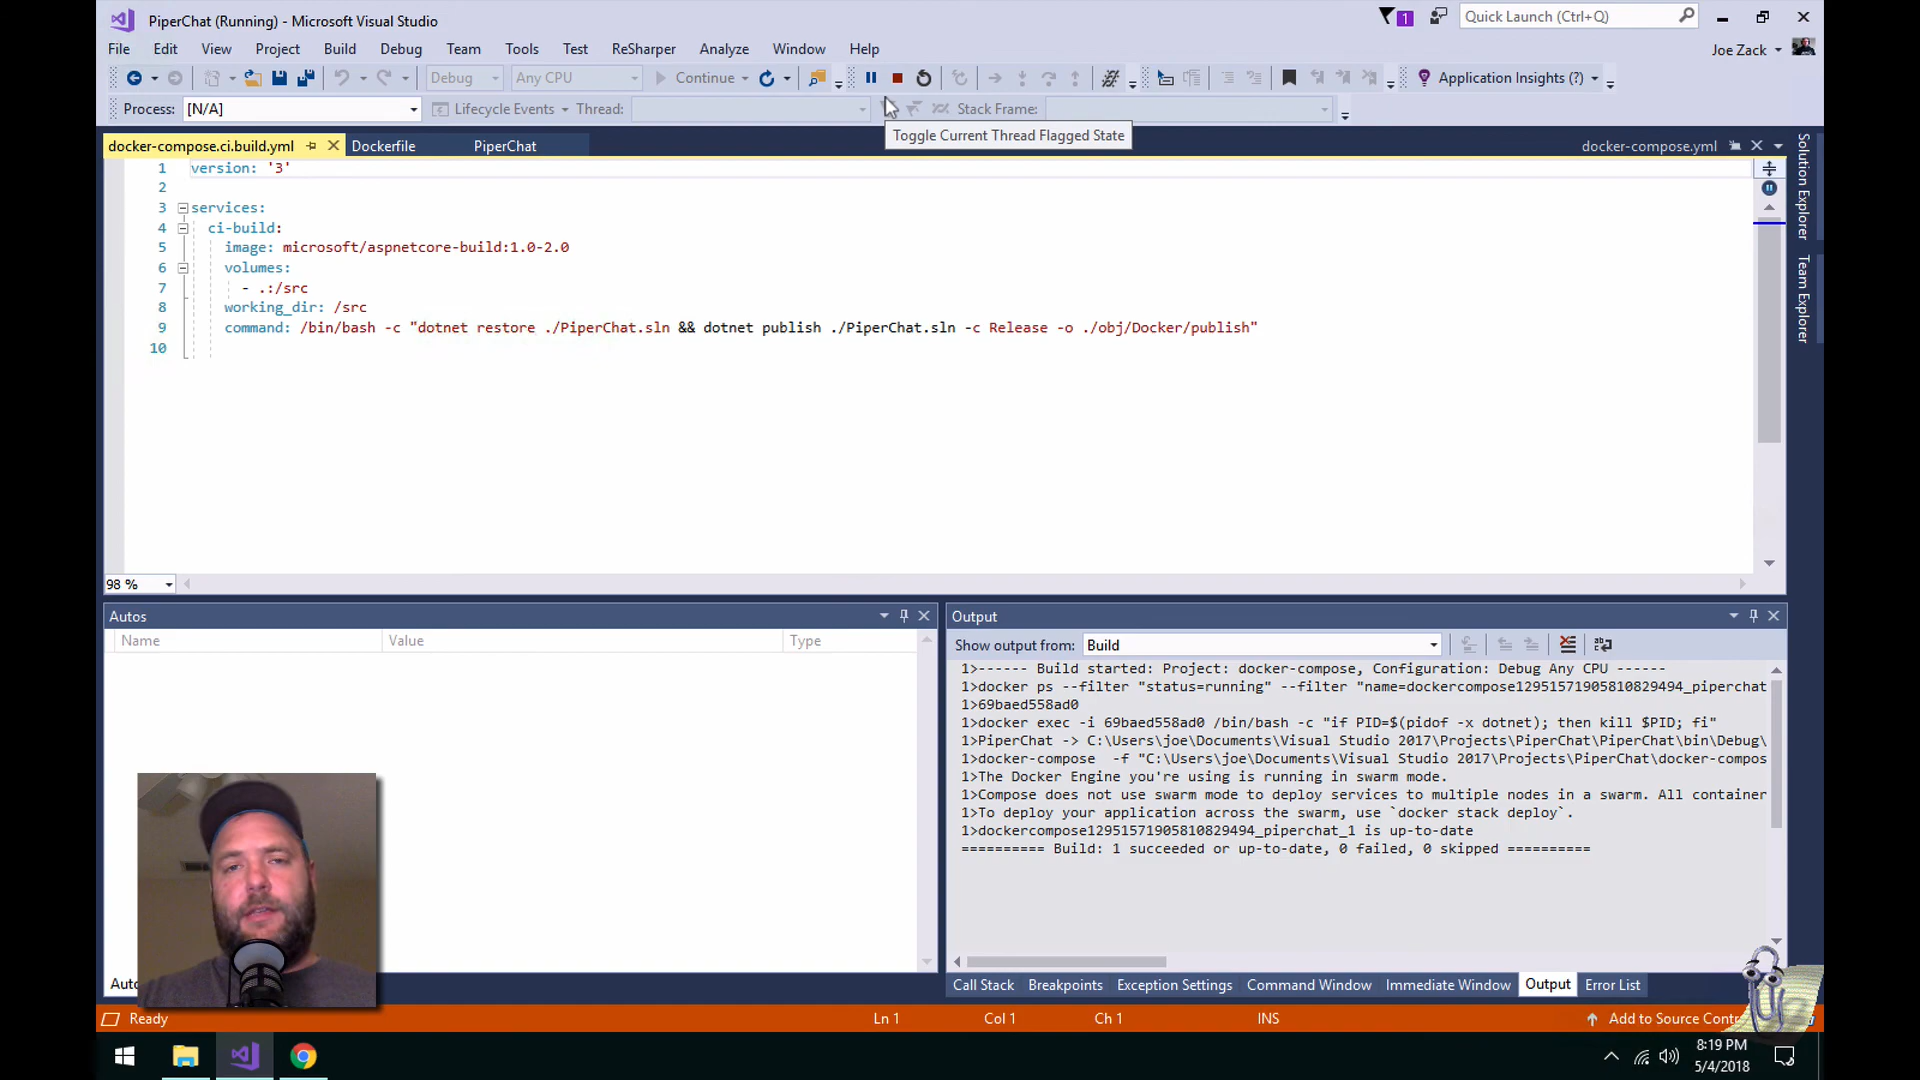 PiperChat (Running) - Microsoft Visual Studio
1
Quick Launch (Ctrl+Q)
File Edit View Project Build Debug Team Tools Test ReSharper Analyze Window Help
Joe Zack
Debug Any CPU Continue Application Insights (?)
Process: [N/A] Lifecycle Events Thread: Stack Frame:
Toggle Current Thread Flagged State
docker-compose.ci.build.yml Dockerfile PiperChat docker-compose.yml
Solution Explorer
Team Explorer
1 version: '3'
2
3 services:
4 ci-build:
5 image: microsoft/aspnetcore-build:1.0-2.0
6 volumes:
7 - .:/src
8 working_dir: /src
9 command: /bin/bash -c "dotnet restore ./PiperChat.sln && dotnet publish ./PiperChat.sln -c Release -o ./obj/Docker/publish"
10
98 %
Autos
Name Value Type
Output
Show output from: Build
1>------ Build started: Project: docker-compose, Configuration: Debug Any CPU ------
1>docker ps --filter "status=running" --filter "name=dockercompose12951571905810829494_piperchat
1>69baed558ad0
1>docker exec -i 69baed558ad0 /bin/bash -c "if PID=$(pidof -x dotnet); then kill $PID; fi"
1>PiperChat -> C:\Users\joe\Documents\Visual Studio 2017\Projects\PiperChat\PiperChat\bin\Debug\
1>docker-compose -f "C:\Users\joe\Documents\Visual Studio 2017\Projects\PiperChat\docker-compos
1>The Docker Engine you're using is running in swarm mode.
1>Compose does not use swarm mode to deploy services to multiple nodes in a swarm. All container
1>To deploy your application across the swarm, use `docker stack deploy`.
1>dockercompose12951571905810829494_piperchat_1 is up-to-date
========== Build: 1 succeeded or up-to-date, 0 failed, 0 skipped ==========
Call Stack Breakpoints Exception Settings Command Window Immediate Window Output Error List
Ready Ln 1 Col 1 Ch 1 INS Add to Source
8:19 PM
5/4/2018